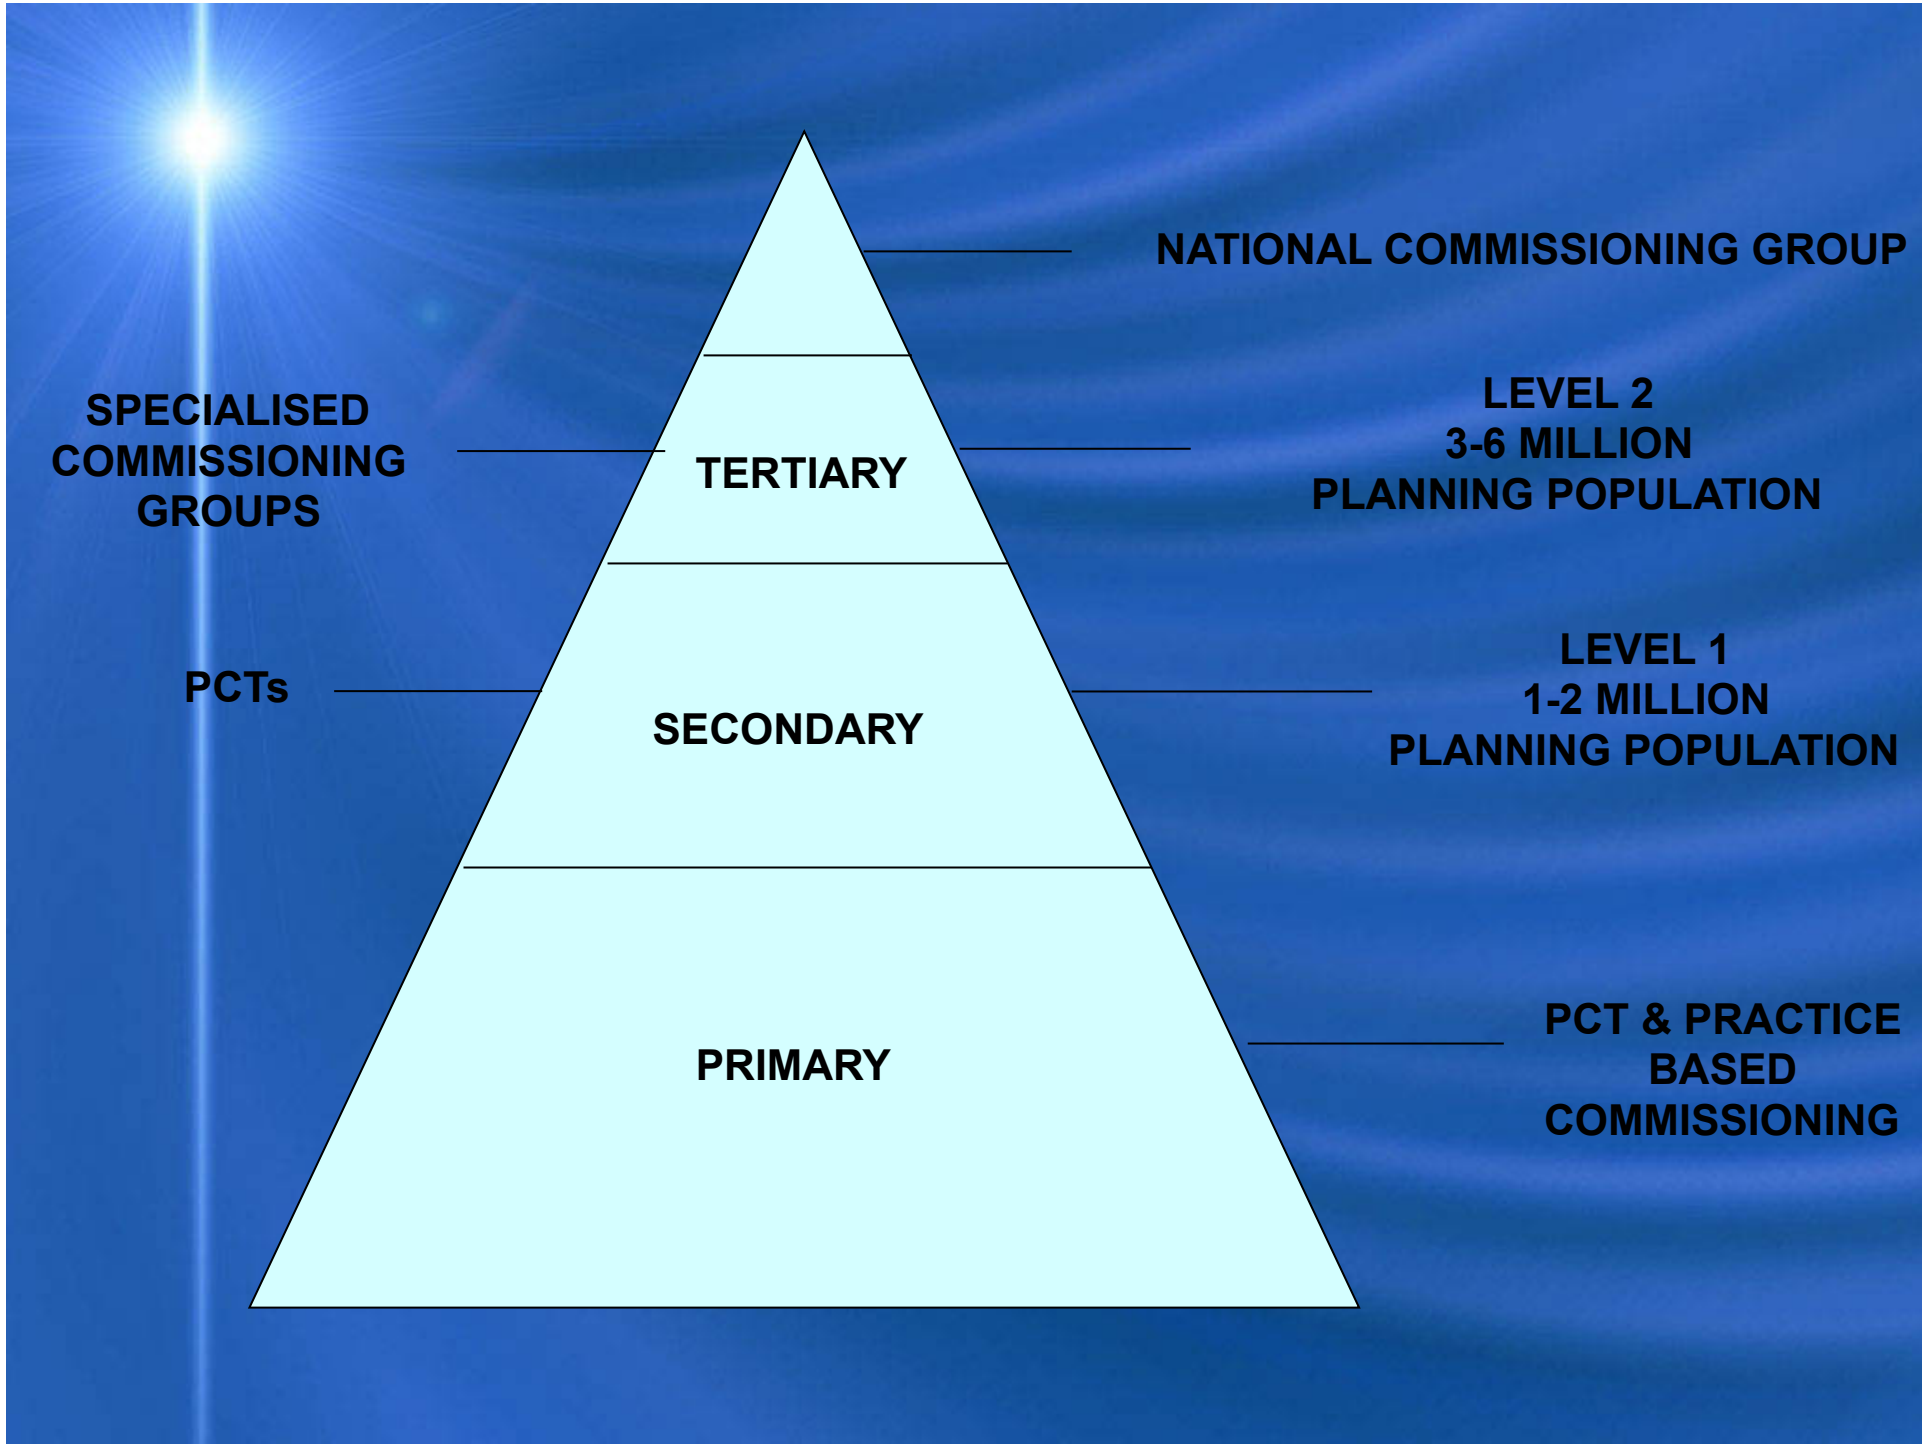 NATIONAL COMMISSIONING GROUP
SPECIALISED
COMMISSIONING
GROUPS
TERTIARY
LEVEL 2
3-6 MILLION
PLANNING POPULATION
PCTs
SECONDARY
LEVEL 1
1-2 MILLION
PLANNING POPULATION
PRIMARY
PCT & PRACTICE
BASED
COMMISSIONING